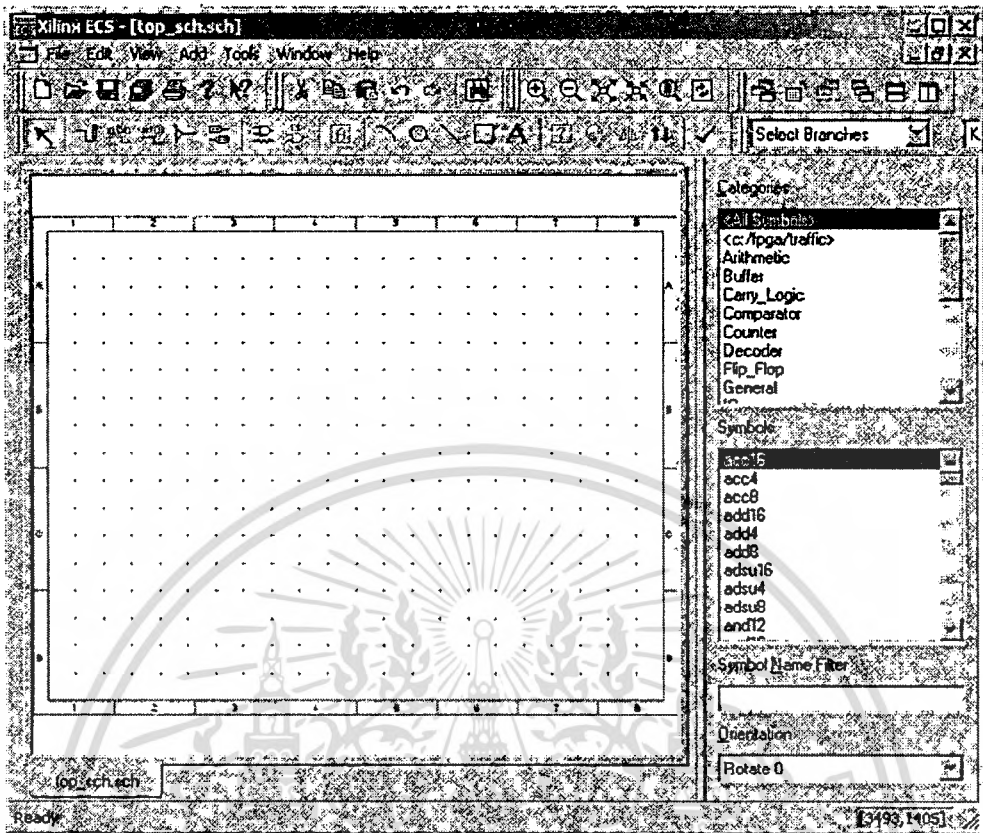 Xilinx ECS - [top_sch.sch]
File Edit View Add Tools Window Help
Select Branches
Categories
<All Symbols>
<c:/fpga/traffic>
Arithmetic
Buffer
Carry_Logic
Comparator
Counter
Decoder
Flip_Flop
General
Symbols
acc16
acc4
acc8
add16
add4
add8
adsu16
adsu4
adsu8
and12
Symbol Name Filter
Orientation
Rotate 0
top_sch.sch
Ready
[3493,1405]